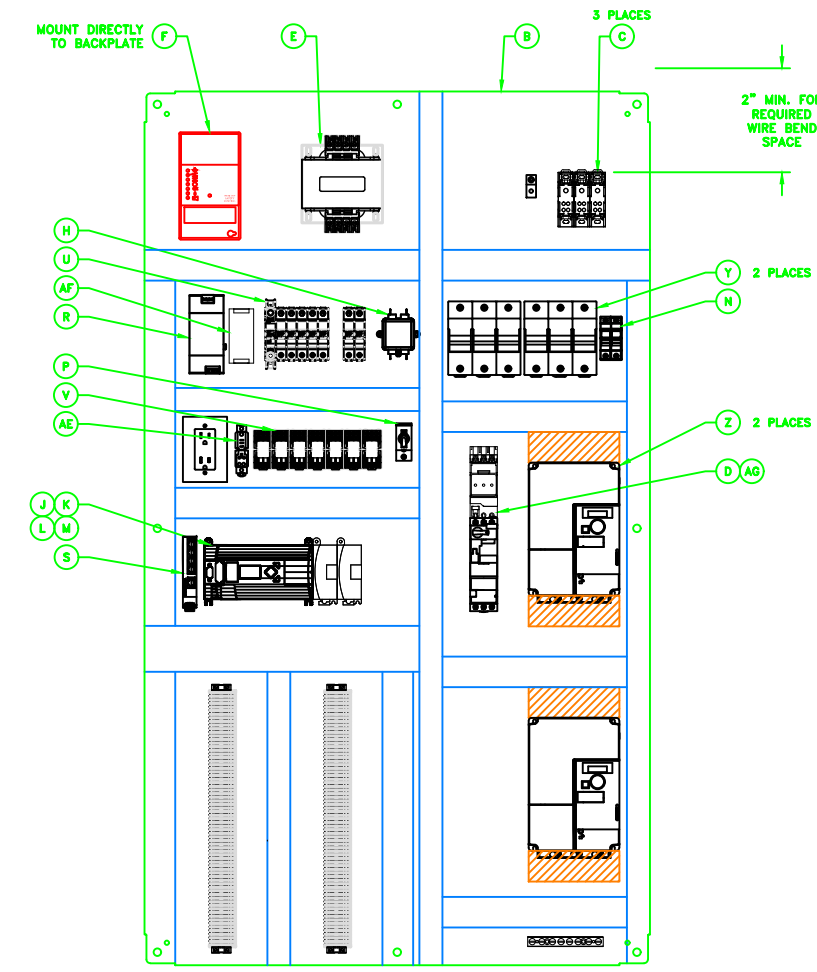 3 PLACES
MOUNT DIRECTLY
TO BACKPLATE
F
E
B
C
2" MIN. FO
REQUIRED
WIRE BEND
SPACE
H
U
AF
R
Y 2 PLACES
N
P
V
AE
Z 2 PLACES
D AG
J K
L M
S